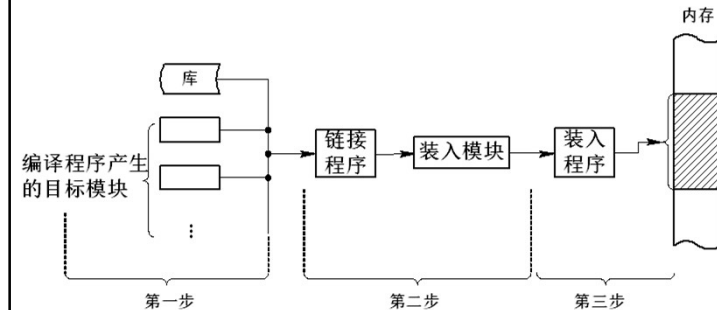 内存
库
编译程序产生
的目标模块
链接
程序
装入模块
装入
程序
第一步
第二步
第三步